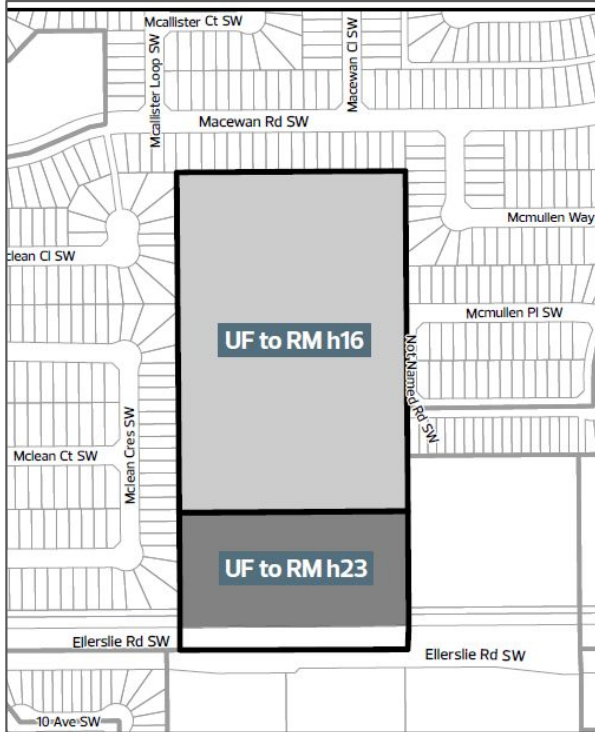 Mcallister Ct SW
Mcallister Loop SW
Macewan Cl SW
Macewan Rd SW
Mcmullen Way
clean Cl SW
Mcmullen Pl SW
UF to RM h16
Not Named Rd SW
Mclean Cres SW
Mclean Ct SW
UF to RM h23
Ellerslie Rd SW
Ellerslie Rd SW
10 Ave SW